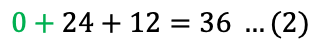 0 + 24 + 12 = 36 ...(2)